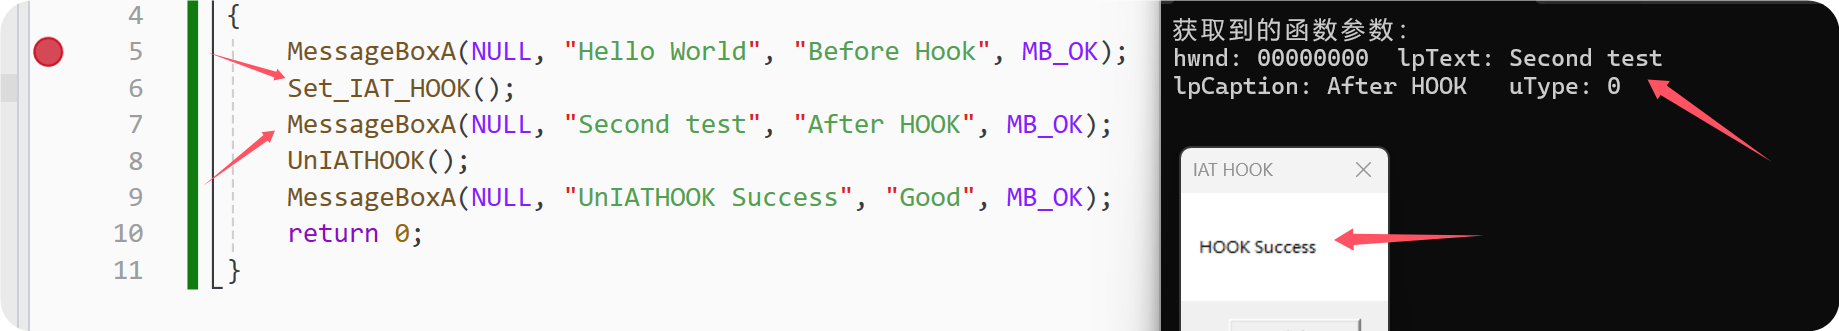 4 {
5 MessageBoxA(NULL, "Hello World", "Before Hook", MB_OK);
6 Set_IAT_HOOK();
7 MessageBoxA(NULL, "Second test", "After HOOK", MB_OK);
8 UnIATHOOK();
9 MessageBoxA(NULL, "UnIATHOOK Success", "Good", MB_OK);
10 return 0;
11 }
获取到的函数参数:
hwnd: 00000000 lpText: Second test
lpCaption: After HOOK uType: 0
IAT HOOK
HOOK Success